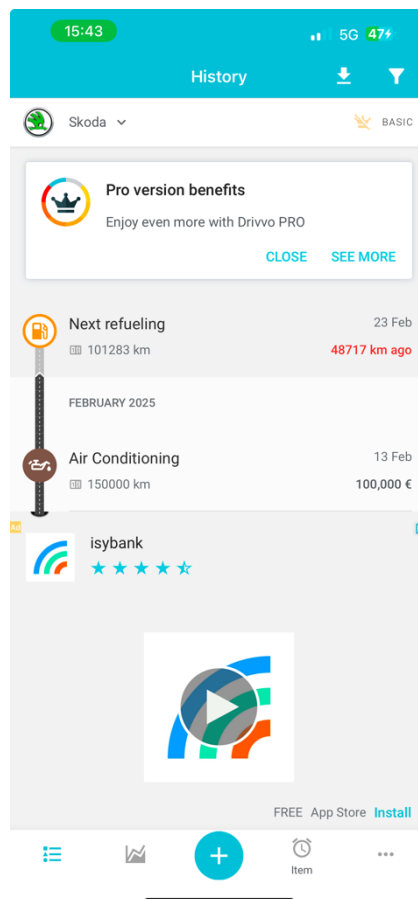 15:43
5G 47
History
Skoda
BASIC
Pro version benefits
Enjoy even more with Drivvo PRO
CLOSE SEE MORE
Next refueling 23 Feb
101283 km 48717 km ago
FEBRUARY 2025
Air Conditioning 13 Feb
150000 km 100,000 €
Ad
isybank
FREE App Store Install
Item